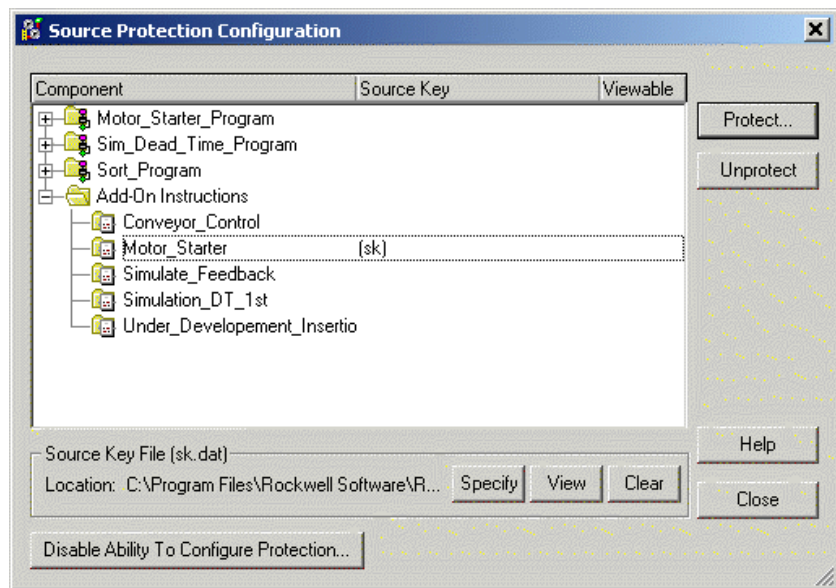 Source Protection Configuration
Component Source Key Viewable
Motor_Starter_Program
Sim_Dead_Time_Program
Sort_Program
Add-On Instructions
Conveyor_Control
Motor_Starter (sk)
Simulate_Feedback
Simulation_DT_1st
Under_Developement_Insertio
Protect...
Unprotect
Source Key File (sk.dat)
Location: C:\Program Files\Rockwell Software\R... Specify View Clear
Help
Close
Disable Ability To Configure Protection...